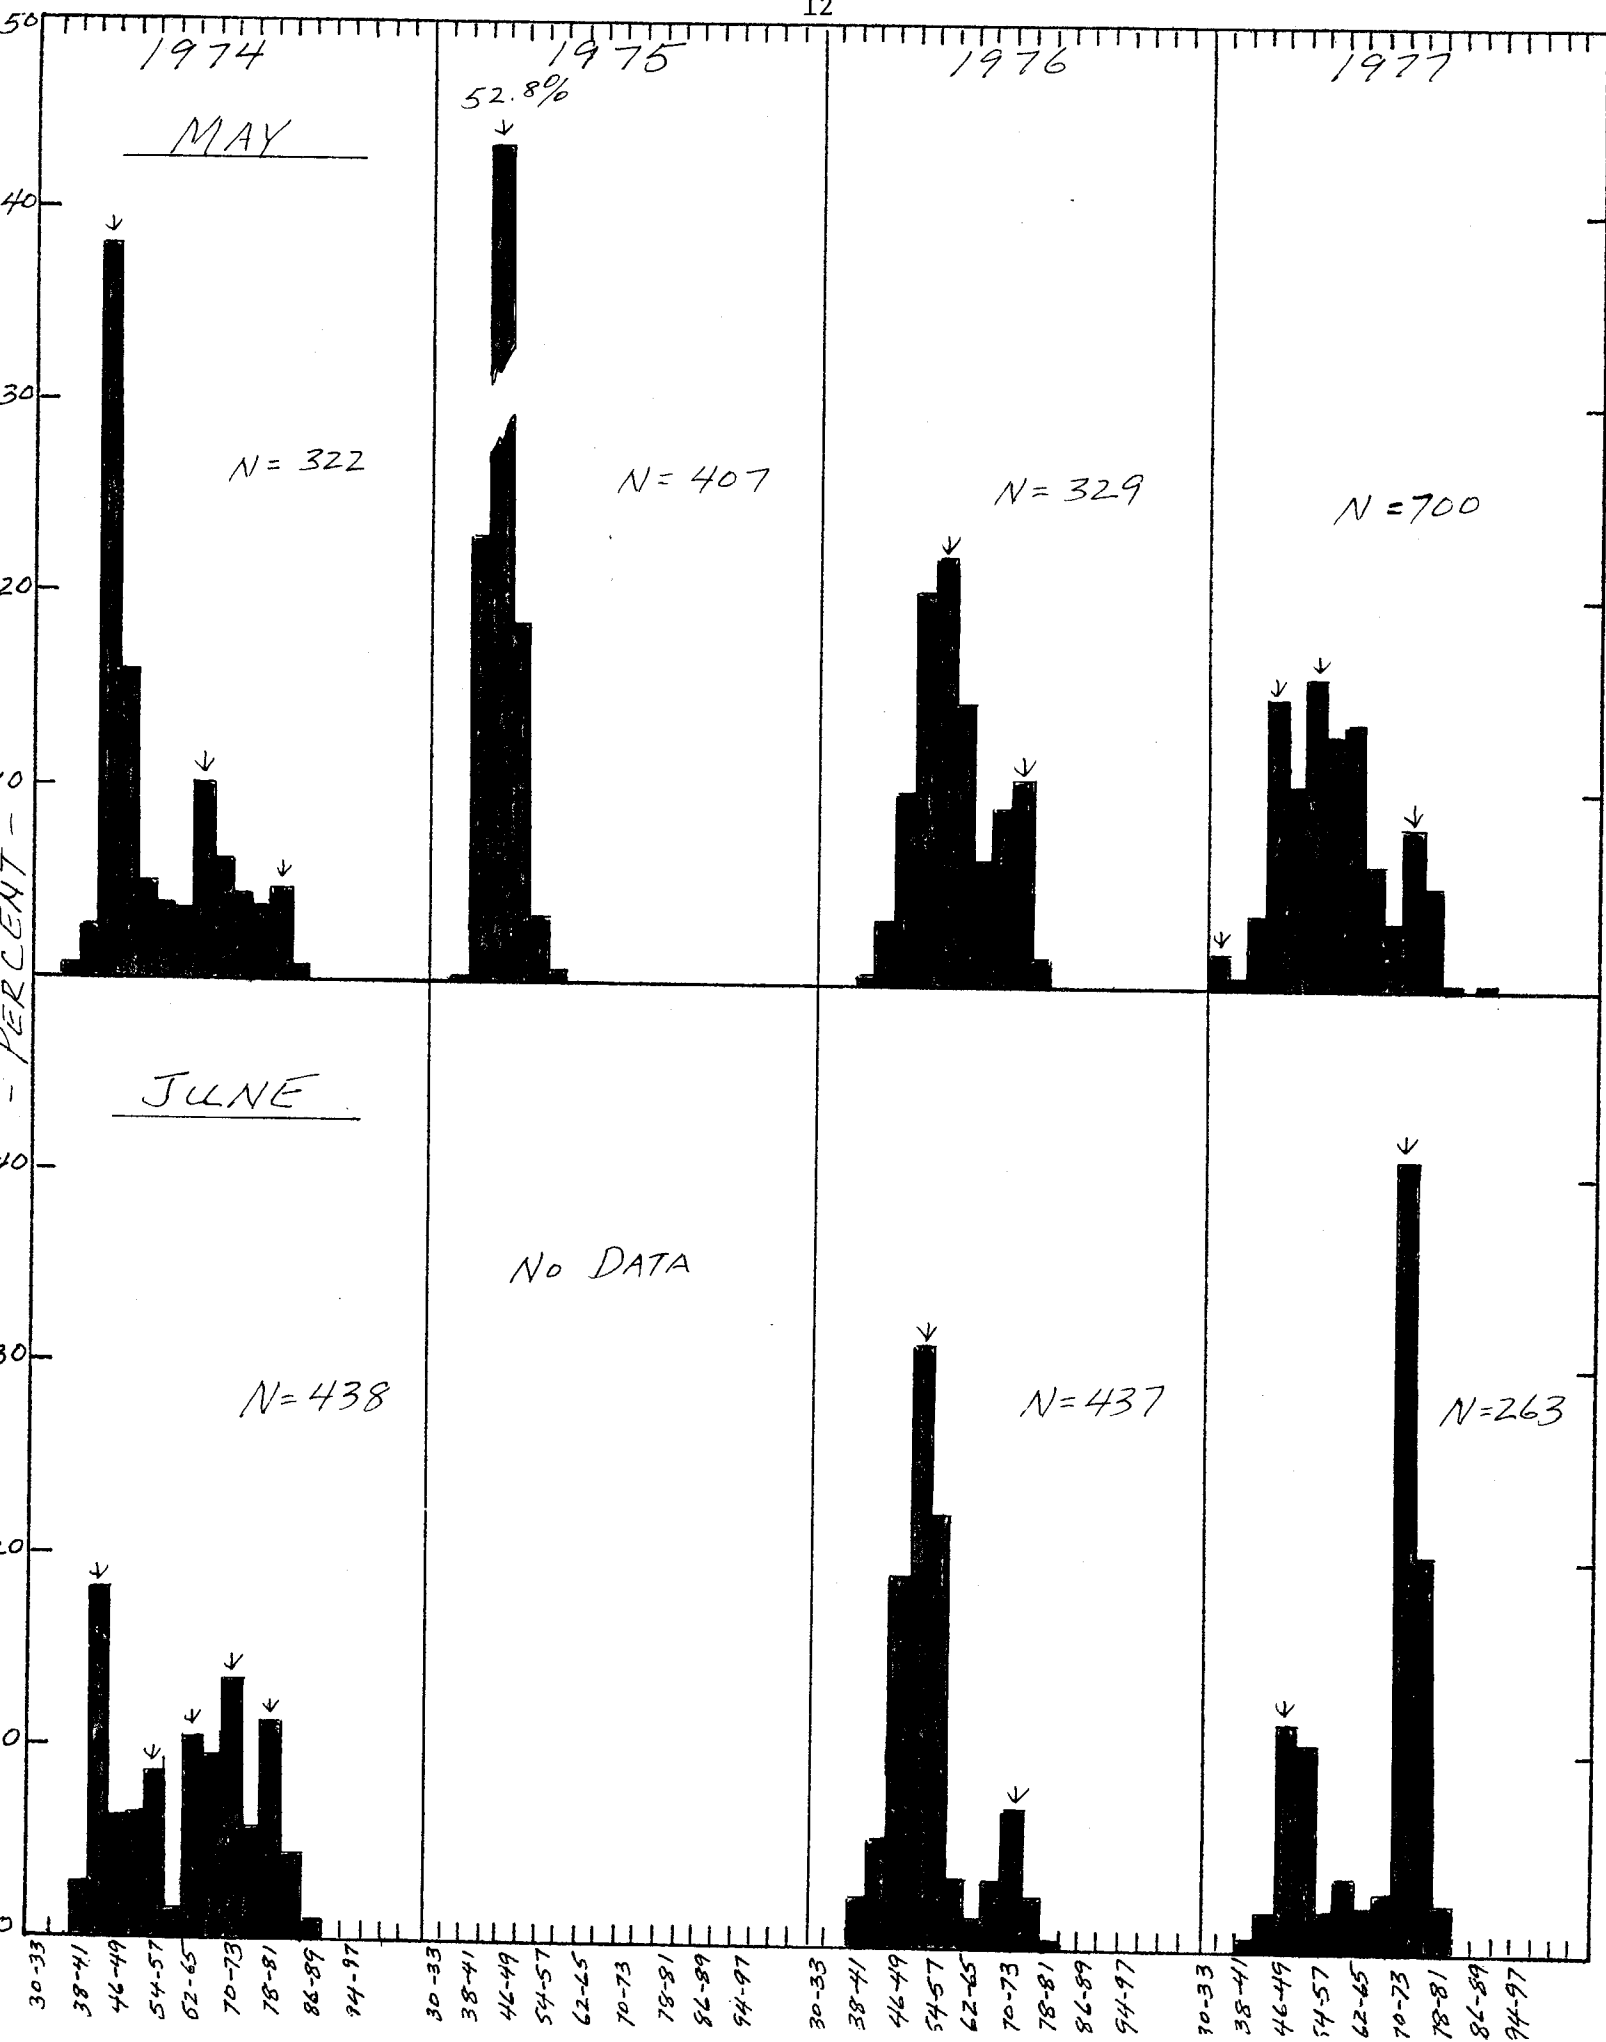 12
1974 1975 1976 1977
52.8%
MAY
50
40
30
20
N = 322 N = 407 N = 329 N = 700
- PERCENT -
JUNE
NO DATA
N = 438 N = 437 N = 263
0
30-33 38-41 46-49 54-57 62-65 70-73 78-81 86-89 94-97
30-33 38-41 46-49 54-57 62-65 70-73 78-81 86-89 94-97
30-33 38-41 46-49 54-57 62-65 70-73 78-81 86-89 94-97
30-33 38-41 46-49 54-57 62-65 70-73 78-81 86-89 94-97